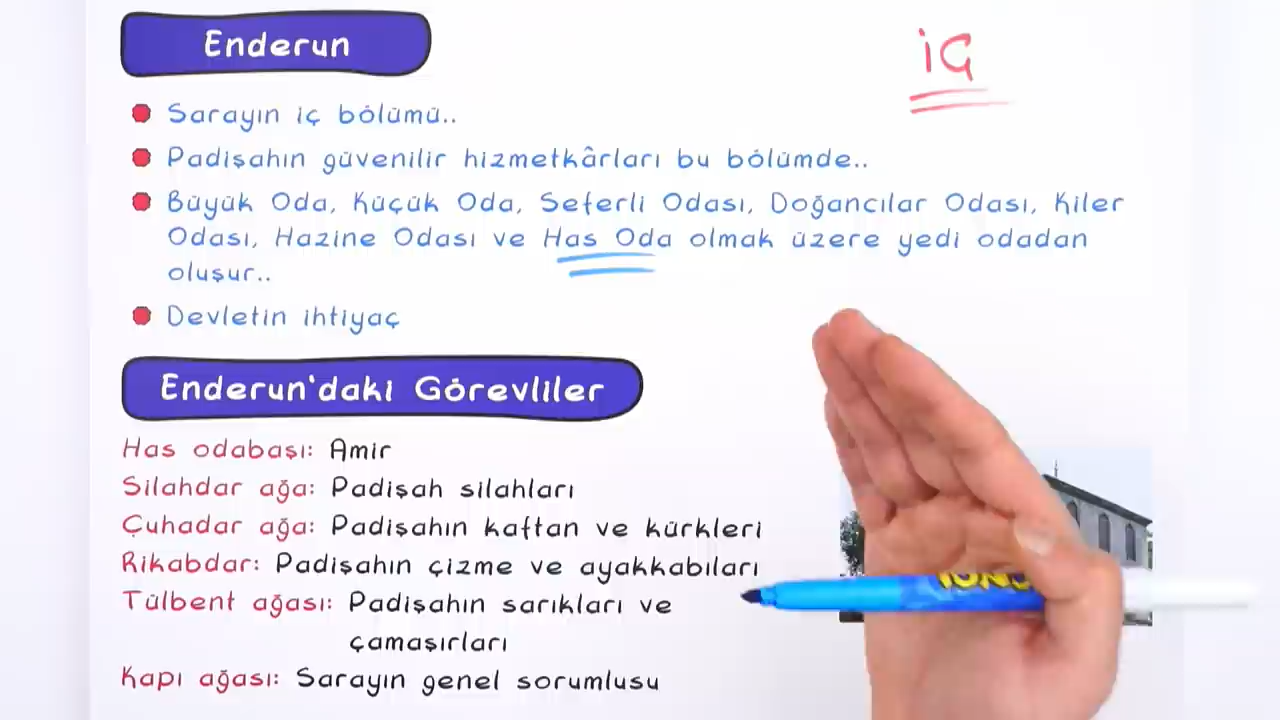 Enderun
İÇ
Sarayın iç bölümü..
Padişahın güvenilir hizmetkârları bu bölümde..
Büyük Oda, Küçük Oda, Seferli Odası, Doğancılar Odası, Kiler
Odası, Hazine Odası ve Has Oda olmak üzere yedi odadan
oluşur..
Devletin ihtiyaç
Enderun'daki Görevliler
Has odabaşı: Amir
Silahdar ağa: Padişah silahları
Çuhadar ağa: Padişahın kaftan ve kürkleri
Rikabdar: Padişahın çizme ve ayakkabıları
Tülbent ağası: Padişahın sarıkları ve
çamaşırları
Kapı ağası: Sarayın genel sorumlusu